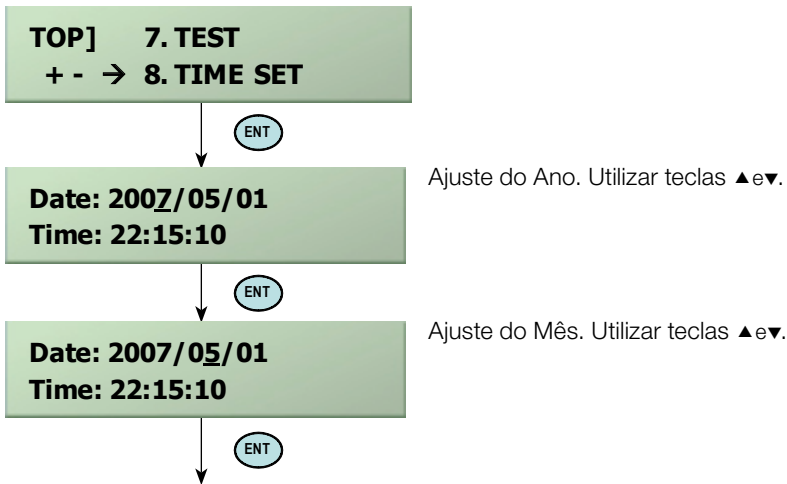 TOP] 7. TEST
+ - → 8. TIME SET
ENT
Date: 2007/05/01
Time: 22:15:10
Ajuste do Ano. Utilizar teclas ▲e▼.
ENT
Date: 2007/05/01
Time: 22:15:10
Ajuste do Mês. Utilizar teclas ▲e▼.
ENT